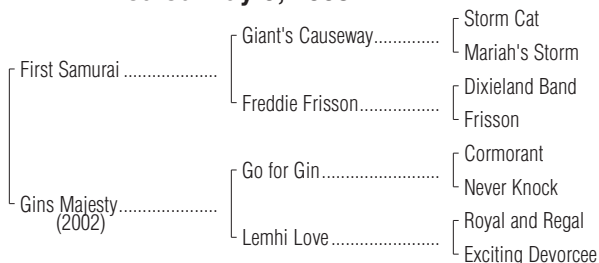 Giant's Causeway.............. Storm Cat
Mariah's Storm
First Samurai ....................
Freddie Frisson................. Dixieland Band
Frisson
Go for Gin......................... Cormorant
Never Knock
Gins Majesty.....................
(2002)
Lemhi Love....................... Royal and Regal
Exciting Devorcee